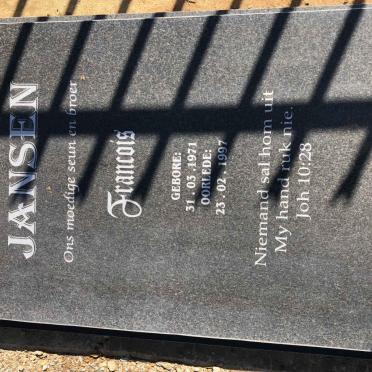 JANSEN
Ons moedige seun en broer
Francois
GEBORE:
31 . 03 . 1971
OORLEDE:
23 . 02 . 1997
Niemand sal hom uit
My hand ruk nie.
Joh 10:28